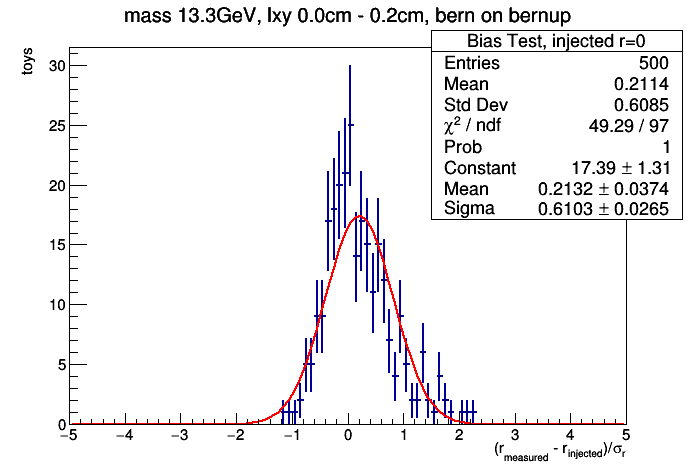 mass 13.3GeV, lxy 0.0cm - 0.2cm, bern on bernup
Bias Test, injected r=0
Entries 500
Mean 0.2114
Std Dev 0.6085
χ² / ndf 49.29 / 97
Prob 1
Constant 17.39 ± 1.31
Mean 0.2132 ± 0.0374
Sigma 0.6103 ± 0.0265
toys
30
25
20
15
10
5
0
−5 −4 −3 −2 −1 0 1 2 3 4 5
(r_measured - r_injected)/σ_r